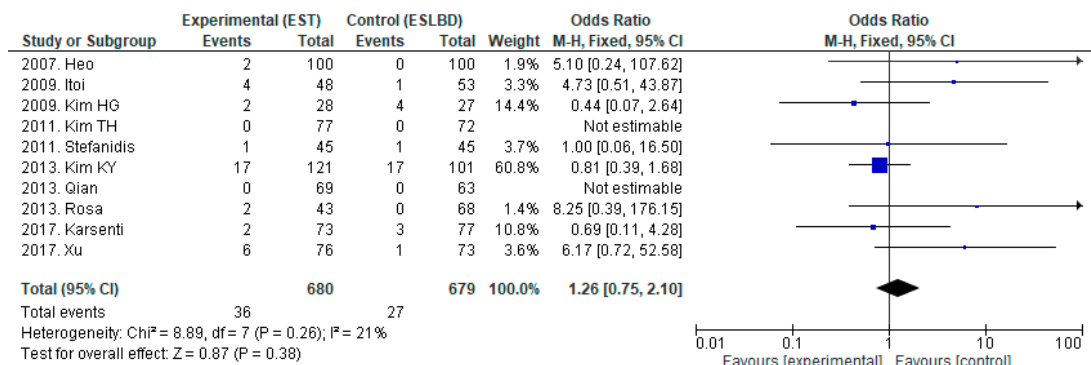 Experimental (EST) Control (ESLBD) Odds Ratio Odds Ratio
Study or Subgroup Events Total Events Total Weight M-H, Fixed, 95% CI M-H, Fixed, 95% CI
2007. Heo 2 100 0 100 1.9% 5.10 [0.24, 107.62]
2009. Itoi 4 48 1 53 3.3% 4.73 [0.51, 43.87]
2009. Kim HG 2 28 4 27 14.4% 0.44 [0.07, 2.64]
2011. Kim TH 0 77 0 72 Not estimable
2011. Stefanidis 1 45 1 45 3.7% 1.00 [0.06, 16.50]
2013. Kim KY 17 121 17 101 60.8% 0.81 [0.39, 1.68]
2013. Qian 0 69 0 63 Not estimable
2013. Rosa 2 43 0 68 1.4% 8.25 [0.39, 176.15]
2017. Karsenti 2 73 3 77 10.8% 0.69 [0.11, 4.28]
2017. Xu 6 76 1 73 3.6% 6.17 [0.72, 52.58]
Total (95% CI) 680 679 100.0% 1.26 [0.75, 2.10]
Total events 36 27
Heterogeneity: Chi² = 8.89, df = 7 (P = 0.26); I² = 21%
Test for overall effect: Z = 0.87 (P = 0.38)
0.01 0.1 1 10 100
Favours [experimental] Favours [control]